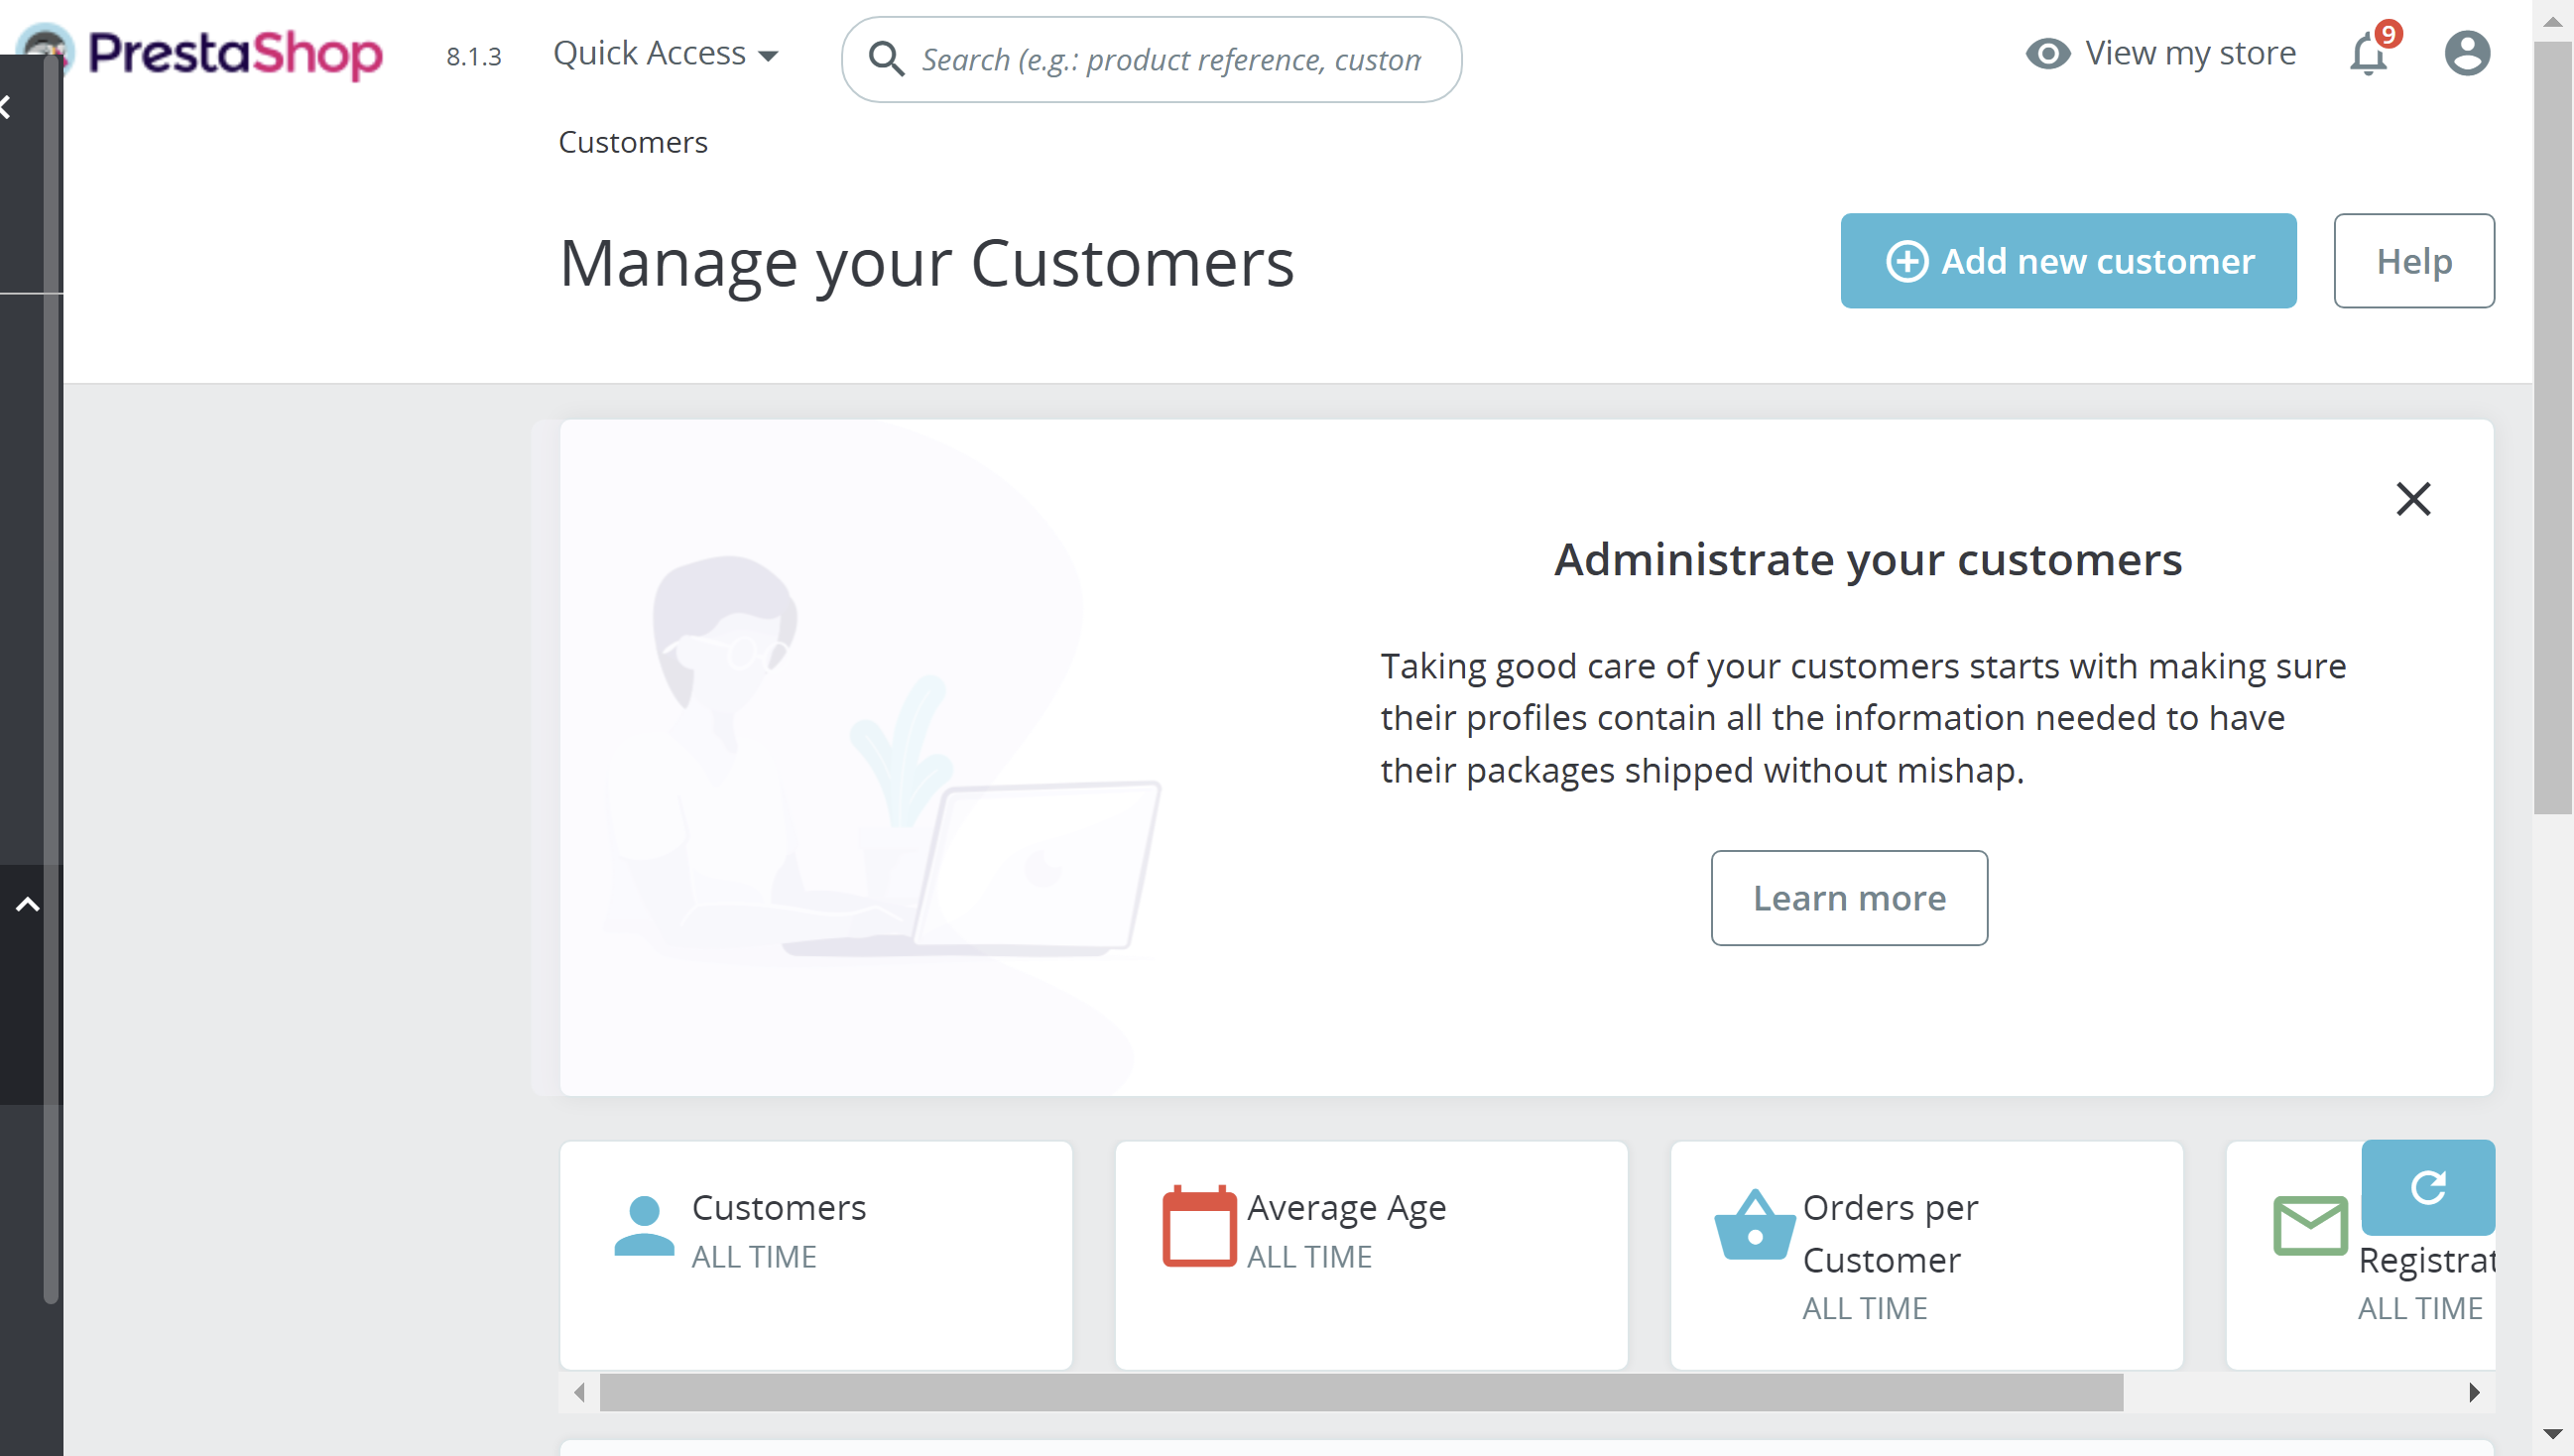 PrestaShop
8.1.3
Quick Access
Search (e.g.: product reference, custon
View my store
9
Customers
Manage your Customers
Add new customer
Help
Administrate your customers
Taking good care of your customers starts with making sure
their profiles contain all the information needed to have
their packages shipped without mishap.
Learn more
Customers
ALL TIME
Average Age
ALL TIME
Orders per
Customer
ALL TIME
Registrat
ALL TIME